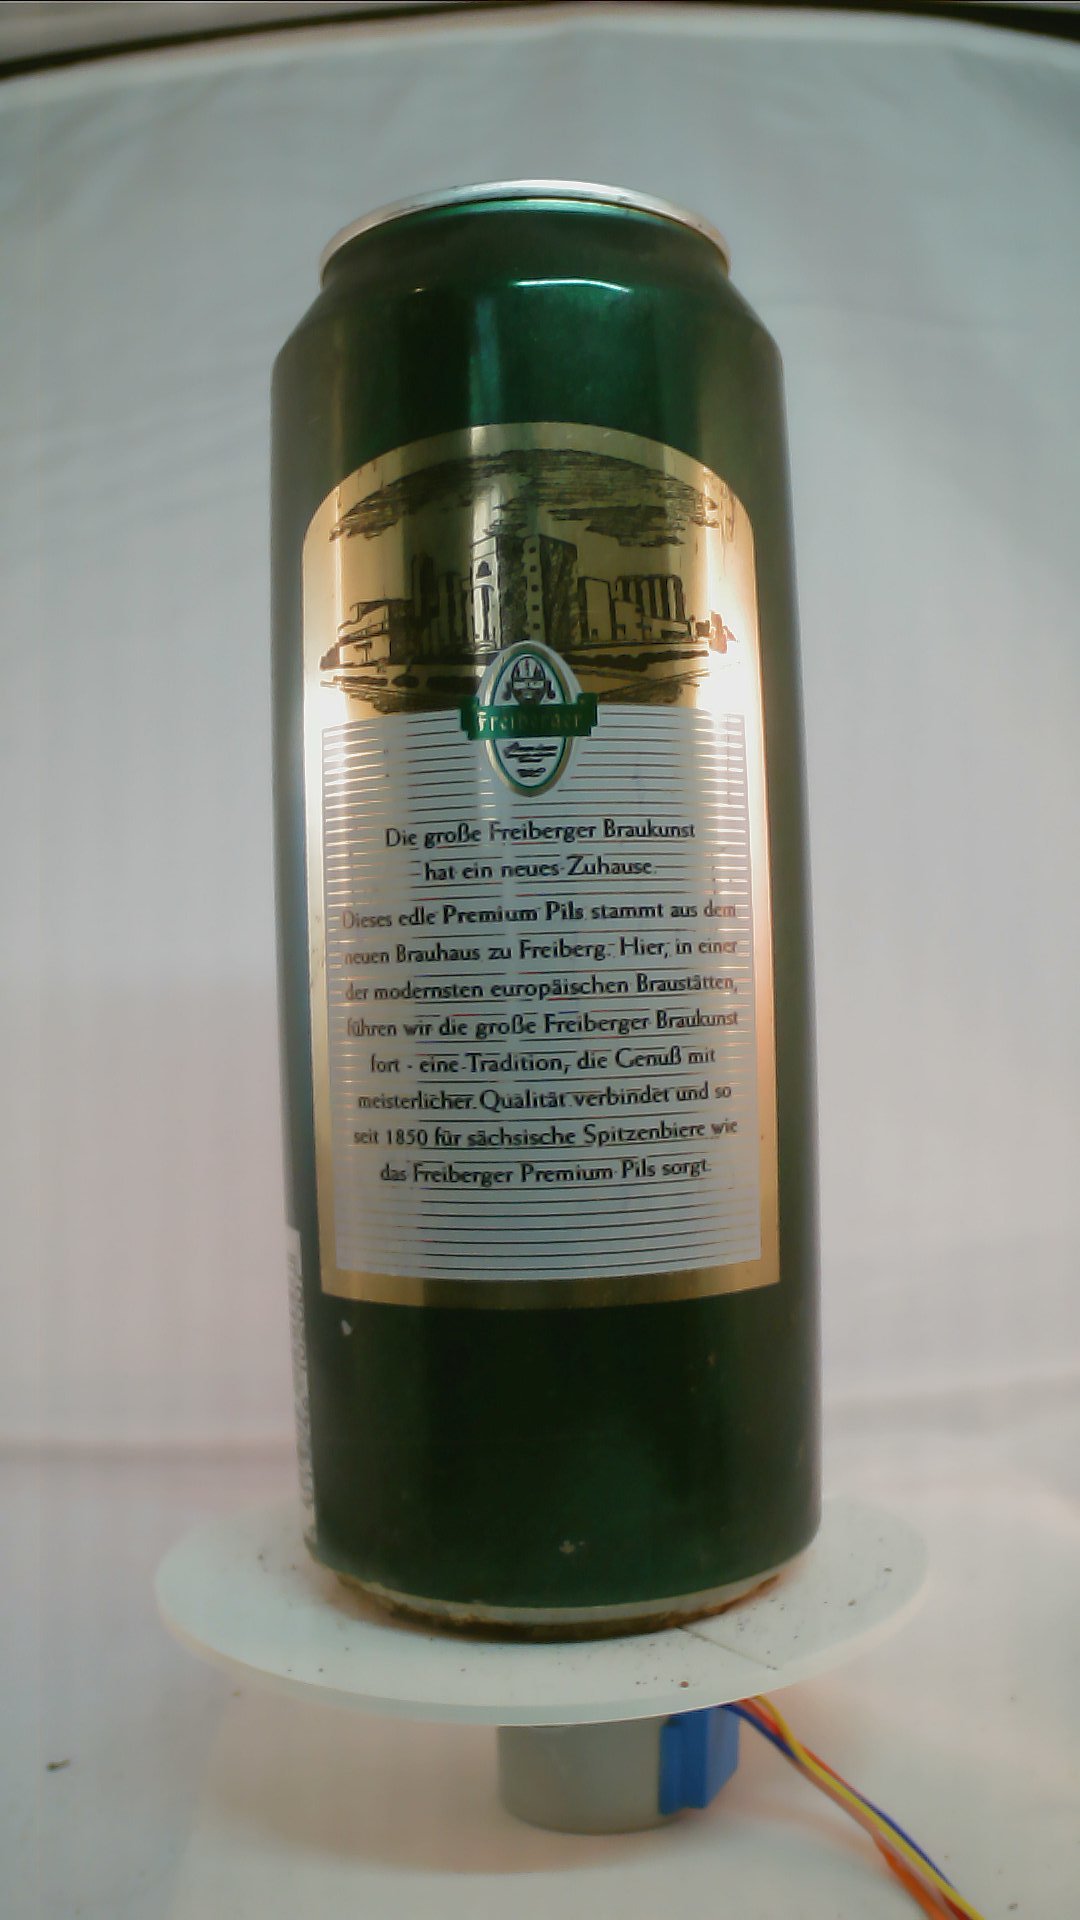 Freiberger
Die große Freiberger Braukunst
hat ein neues Zuhause.
Dieses edle Premium Pils stammt aus dem
neuen Brauhaus zu Freiberg. Hier, in einer
der modernsten europäischen Braustätten,
führen wir die große Freiberger Braukunst
fort - eine Tradition, die Genuß mit
meisterlicher Qualität verbindet und so
seit 1850 für sächsische Spitzenbiere wie
das Freiberger Premium Pils sorgt.